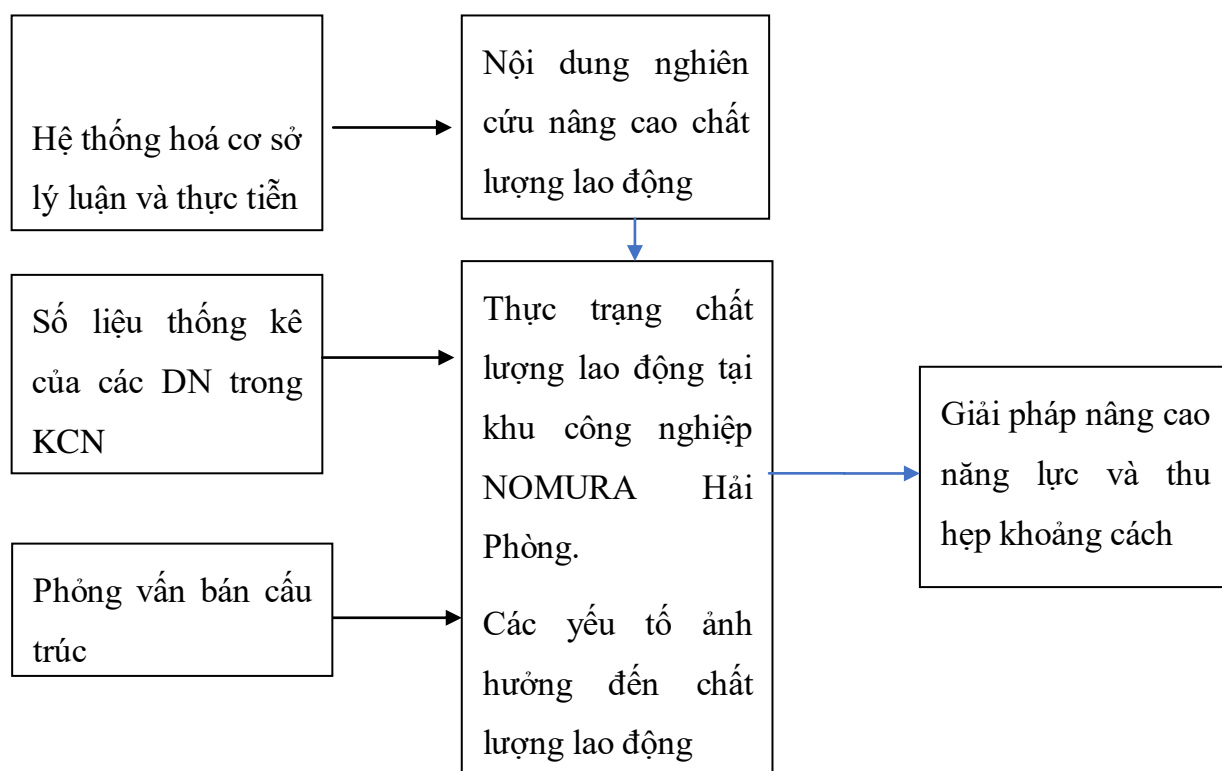 Hệ thống hoá cơ sở
lý luận và thực tiễn
Nội dung nghiên
cứu nâng cao chất
lượng lao động
Số liệu thống kê
của các DN trong
KCN
Phỏng vấn bán cấu
trúc
Thực trạng chất
lượng lao động tại
khu công nghiệp
NOMURA Hải
Phòng.
Các yếu tố ảnh
hưởng đến chất
lượng lao động
Giải pháp nâng cao
năng lực và thu
hẹp khoảng cách